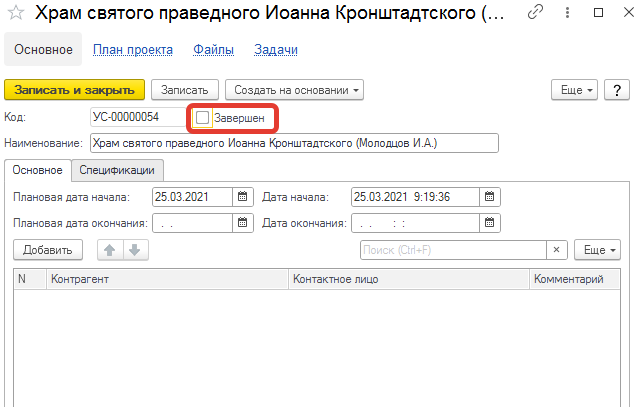 Храм святого праведного Иоанна Кронштадтского (...
Основное План проекта Файлы Задачи
Записать и закрыть Записать Создать на основании Еще ?
Код: УС-00000054 Завершен
Наименование: Храм святого праведного Иоанна Кронштадтского (Молодцов И.А.)
Основное Спецификации
Плановая дата начала: 25.03.2021 Дата начала: 25.03.2021 9:19:36
Плановая дата окончания: . . Дата окончания: . . : :
Добавить Поиск (Ctrl+F) × Еще
N Контрагент Контактное лицо Комментарий